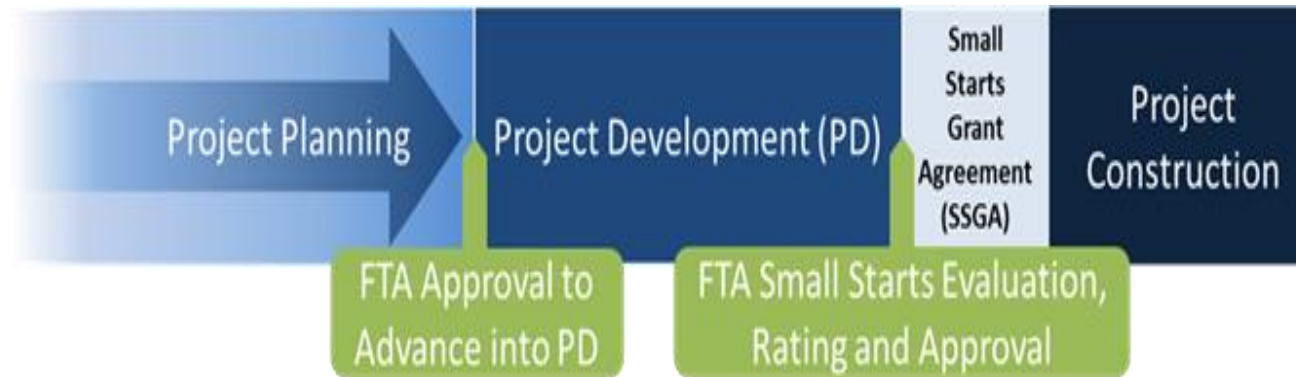 Project Planning
Project Development (PD)
Small
Starts
Grant
Agreement
(SSGA)
Project
Construction
FTA Approval to
Advance into PD
FTA Small Starts Evaluation,
Rating and Approval